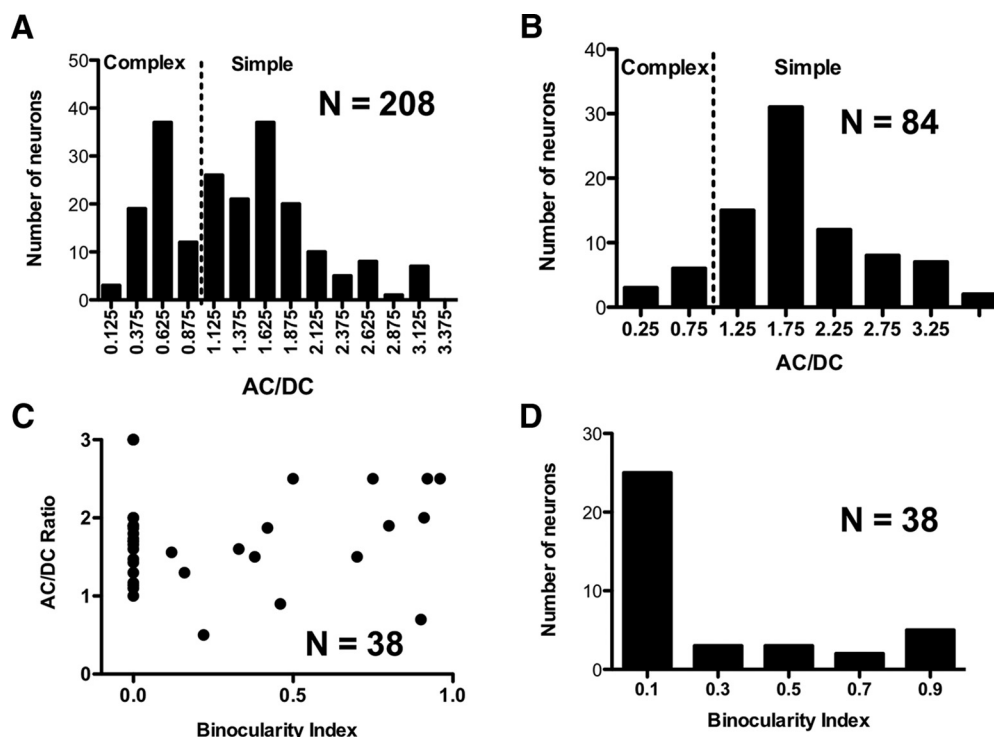 A
Number of neurons
50
40
30
20
10
0
Complex
Simple
N = 208
0.125
0.375
0.625
0.875
1.125
1.375
1.625
1.875
2.125
2.375
2.625
2.875
3.125
3.375
AC/DC
B
Number of neurons
40
30
20
10
0
Complex
Simple
N = 84
0.25 0.75 1.25 1.75 2.25 2.75 3.25
AC/DC
C
AC/DC Ratio
3
2
1
0
N = 38
0.0 0.5 1.0
Binocularity Index
D
Number of neurons
30
20
10
0
N = 38
0.1 0.3 0.5 0.7 0.9
Binocularity Index